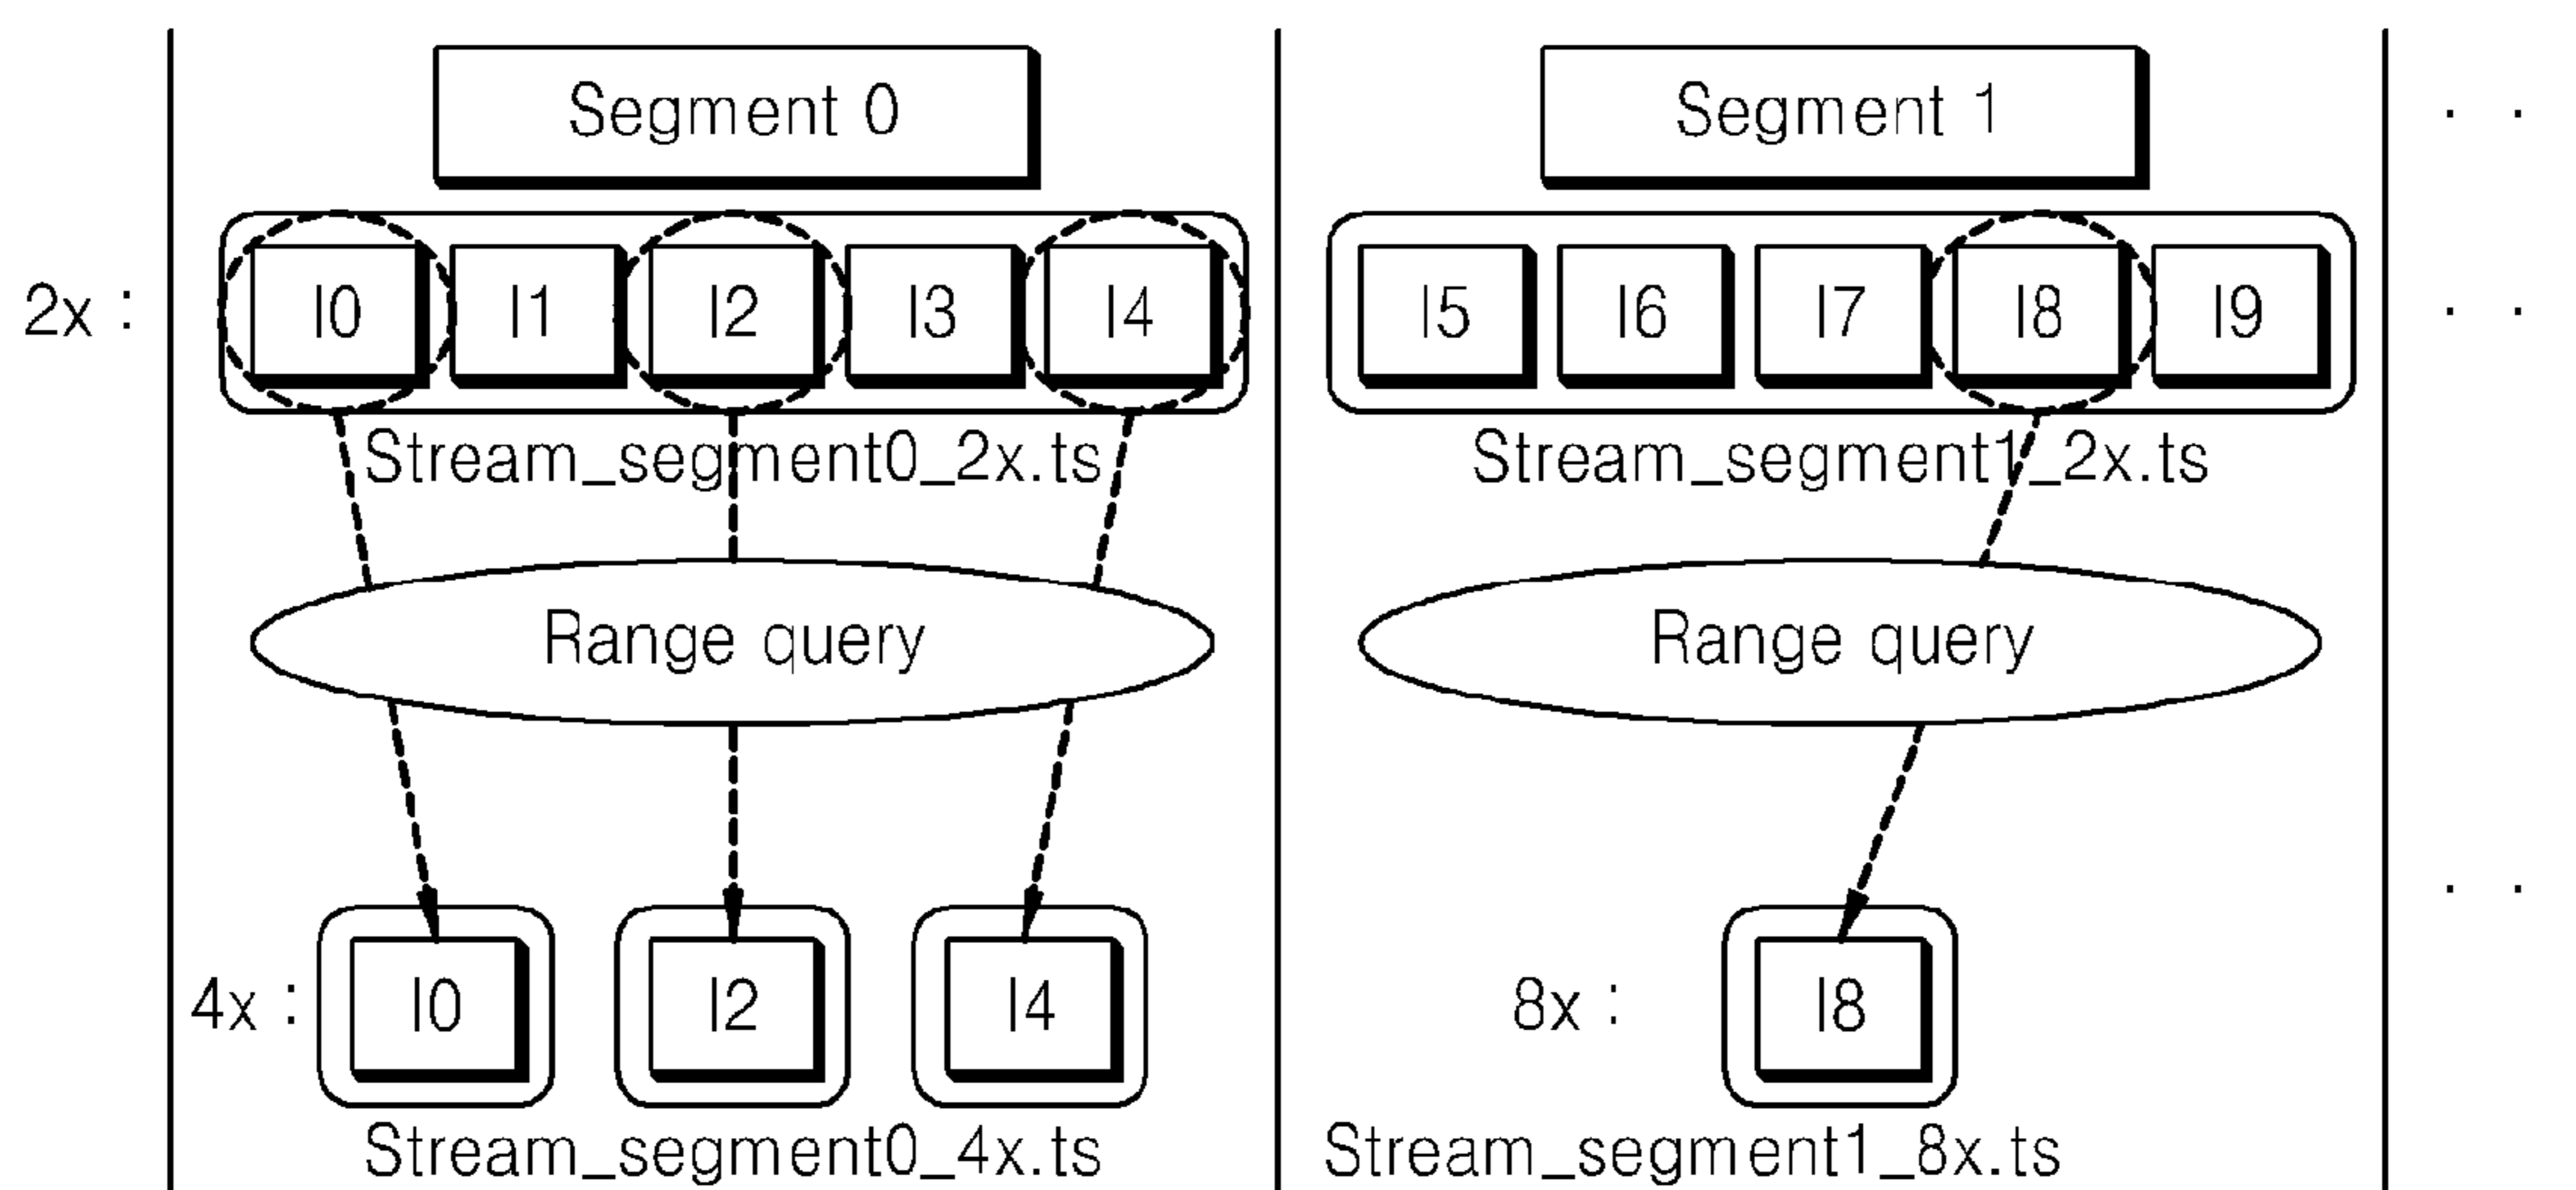 Segment 0
Segment 1
. .
2x :
I0 I1 I2 I3 I4
I5 I6 I7 I8 I9
. .
Stream_segment0_2x.ts
Stream_segment1_2x.ts
Range query
Range query
. .
4x :
I0 I2 I4
8x :
I8
Stream_segment0_4x.ts
Stream_segment1_8x.ts